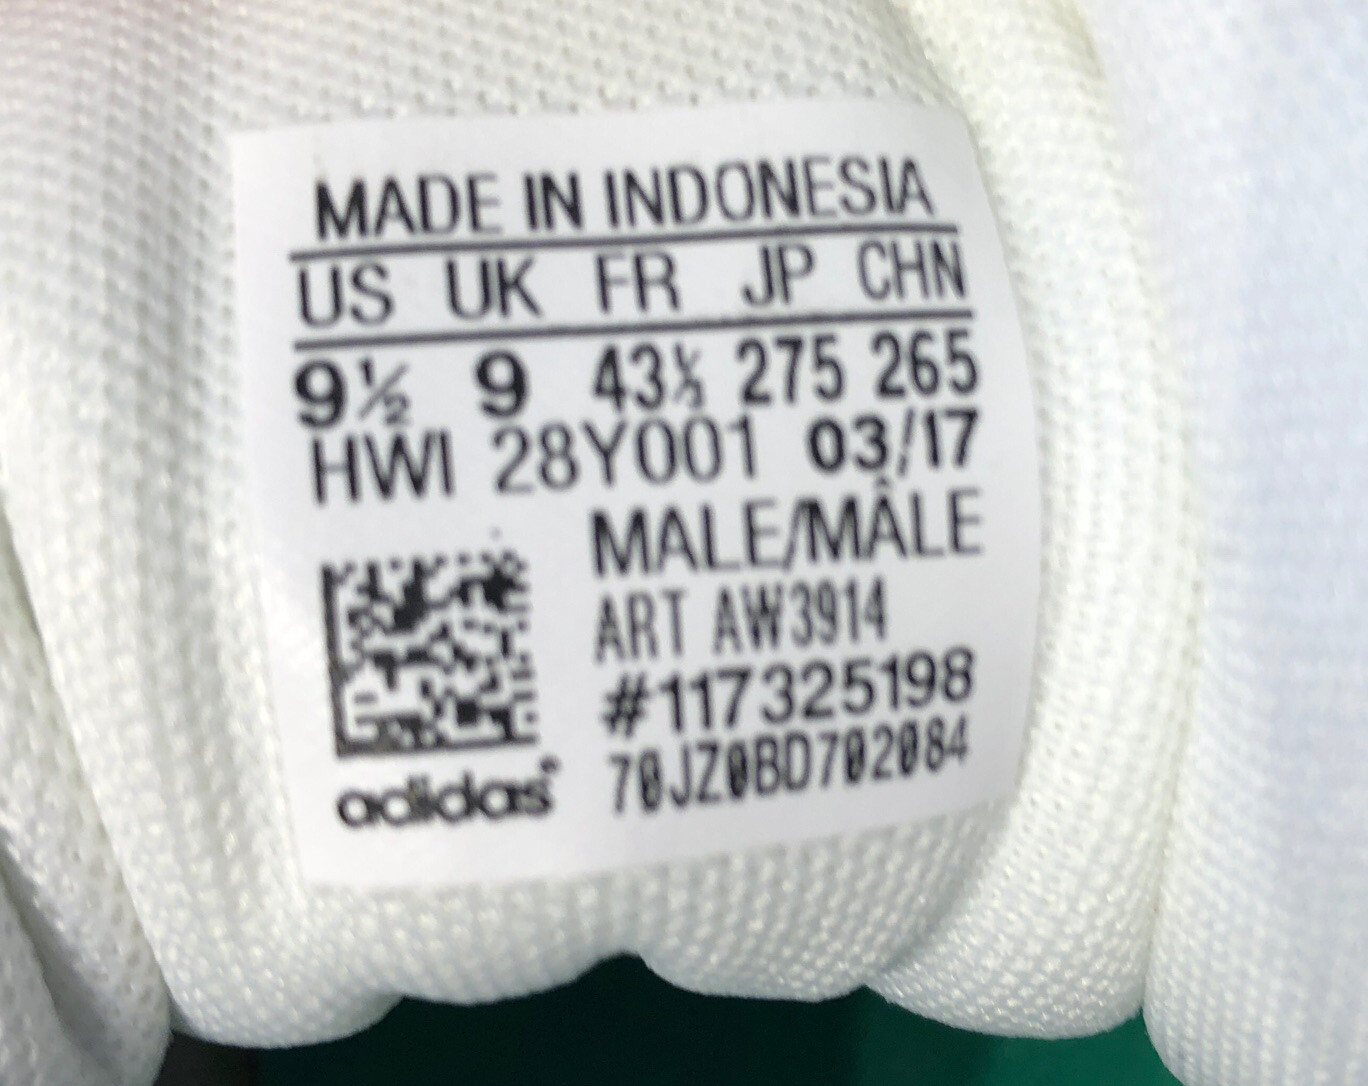 MADE IN INDONESIA
US UK FR JP CHN
9½ 9 43⅓ 275 265
HWI 28Y001 03/17
MALE/MÂLE
ART AW3914
#117325198
70JZ0BD702084
adidas